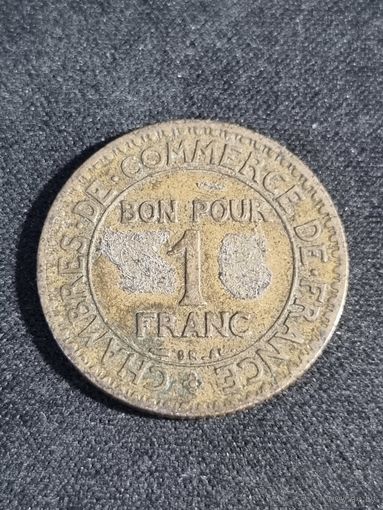 CHAMBRES · DE · COMMERCE · DE · FRANCE
BON POUR
1
FRANC